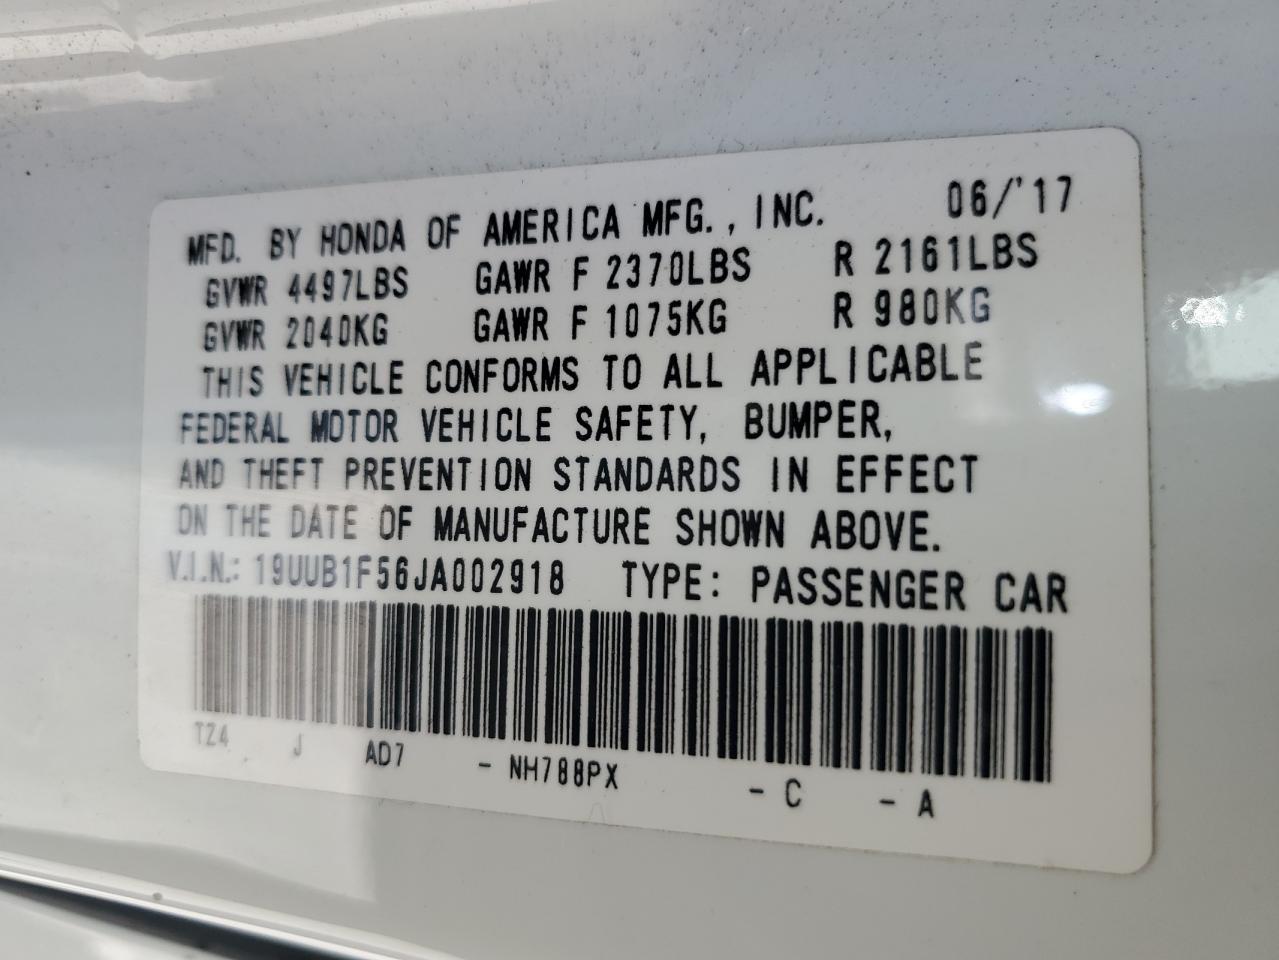 MFD. BY HONDA OF AMERICA MFG., INC. 06/'17
GVWR 4497LBS GAWR F 2370LBS R 2161LBS
GVWR 2040KG GAWR F 1075KG R 980KG
THIS VEHICLE CONFORMS TO ALL APPLICABLE
FEDERAL MOTOR VEHICLE SAFETY, BUMPER,
AND THEFT PREVENTION STANDARDS IN EFFECT
ON THE DATE OF MANUFACTURE SHOWN ABOVE.
V.I.N.: 19UUB1F56JA002918 TYPE: PASSENGER CAR
TZ4 J AD7 - NH788PX - C - A